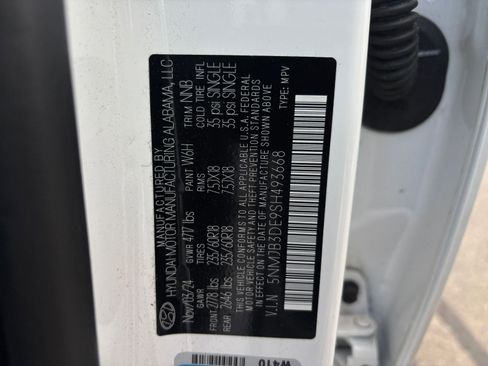 MANUFACTURED BY
HYUNDAI MOTOR MANUFACTURING ALABAMA, LLC
Nov/13/24 GVWR 4717 lbs PAINT W6H TRIM NNB
GAWR TIRES RIMS COLD TIRE INFL
FRONT 2778 lbs 235/60R18 7.5JX18 35 psi SINGLE
REAR 2646 lbs 235/60R18 7.5JX18 35 psi SINGLE
THIS VEHICLE CONFORMS TO ALL APPLICABLE U.S.A. FEDERAL
MOTOR VEHICLE SAFETY AND THEFT PREVENTION
STANDARDS IN EFFECT ON THE DATE OF MANUFACTURE SHOWN ABOVE
V.I.N 5NMJB3DE9SH493668 TYPE: MPV
W410